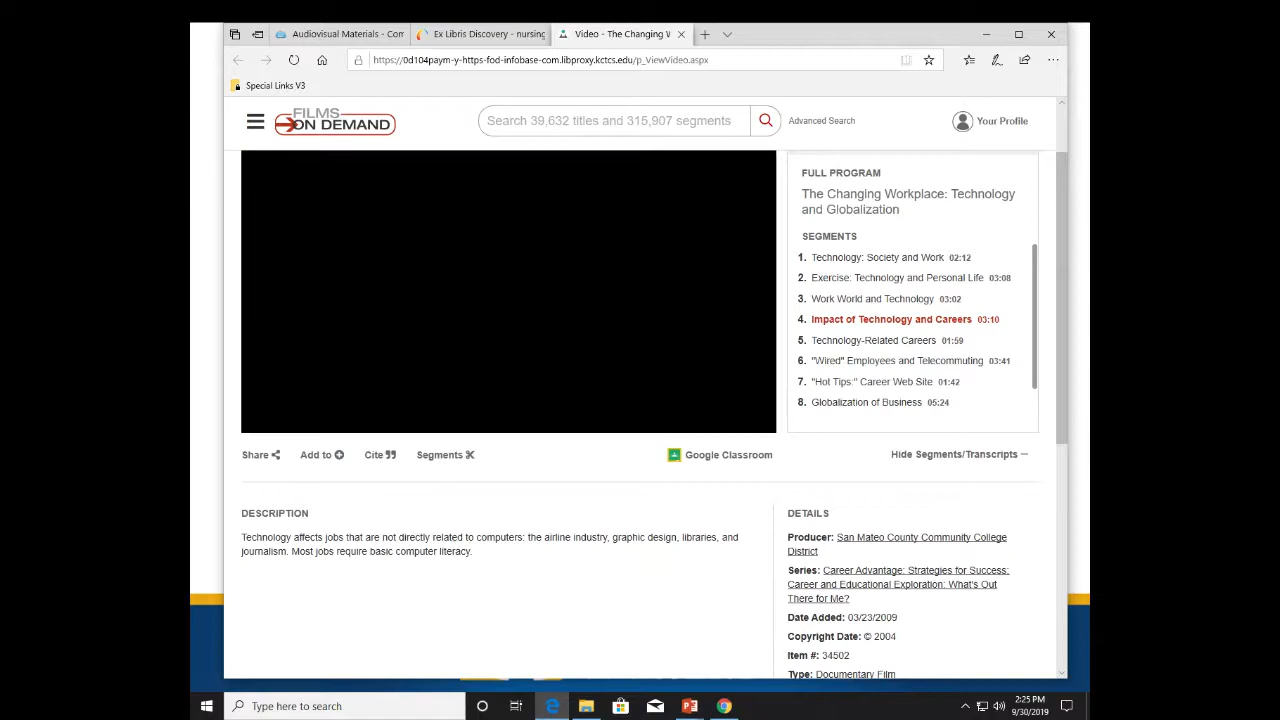 Audiovisual Materials - Com
Ex Libris Discovery - nursing
Video - The Changing W
https://0d104paym-y-https-fod-infobase-com.libproxy.kctcs.edu/p_ViewVideo.aspx
Special Links V3
FILMS
ON DEMAND
Search 39,632 titles and 315,907 segments
Advanced Search
Your Profile
FULL PROGRAM
The Changing Workplace: Technology
and Globalization
SEGMENTS
1. Technology: Society and Work 02:12
2. Exercise: Technology and Personal Life 03:08
3. Work World and Technology 03:02
4. Impact of Technology and Careers 03:10
5. Technology-Related Careers 01:59
6. "Wired" Employees and Telecommuting 03:41
7. "Hot Tips:" Career Web Site 01:42
8. Globalization of Business 05:24
Share
Add to
Cite
Segments
Google Classroom
Hide Segments/Transcripts
DESCRIPTION
Technology affects jobs that are not directly related to computers: the airline industry, graphic design, libraries, and
journalism. Most jobs require basic computer literacy.
DETAILS
Producer: San Mateo County Community College
District
Series: Career Advantage: Strategies for Success:
Career and Educational Exploration: What's Out
There for Me?
Date Added: 03/23/2009
Copyright Date: © 2004
Item #: 34502
Type: Documentary Film
Type here to search
2:25 PM
9/30/2019